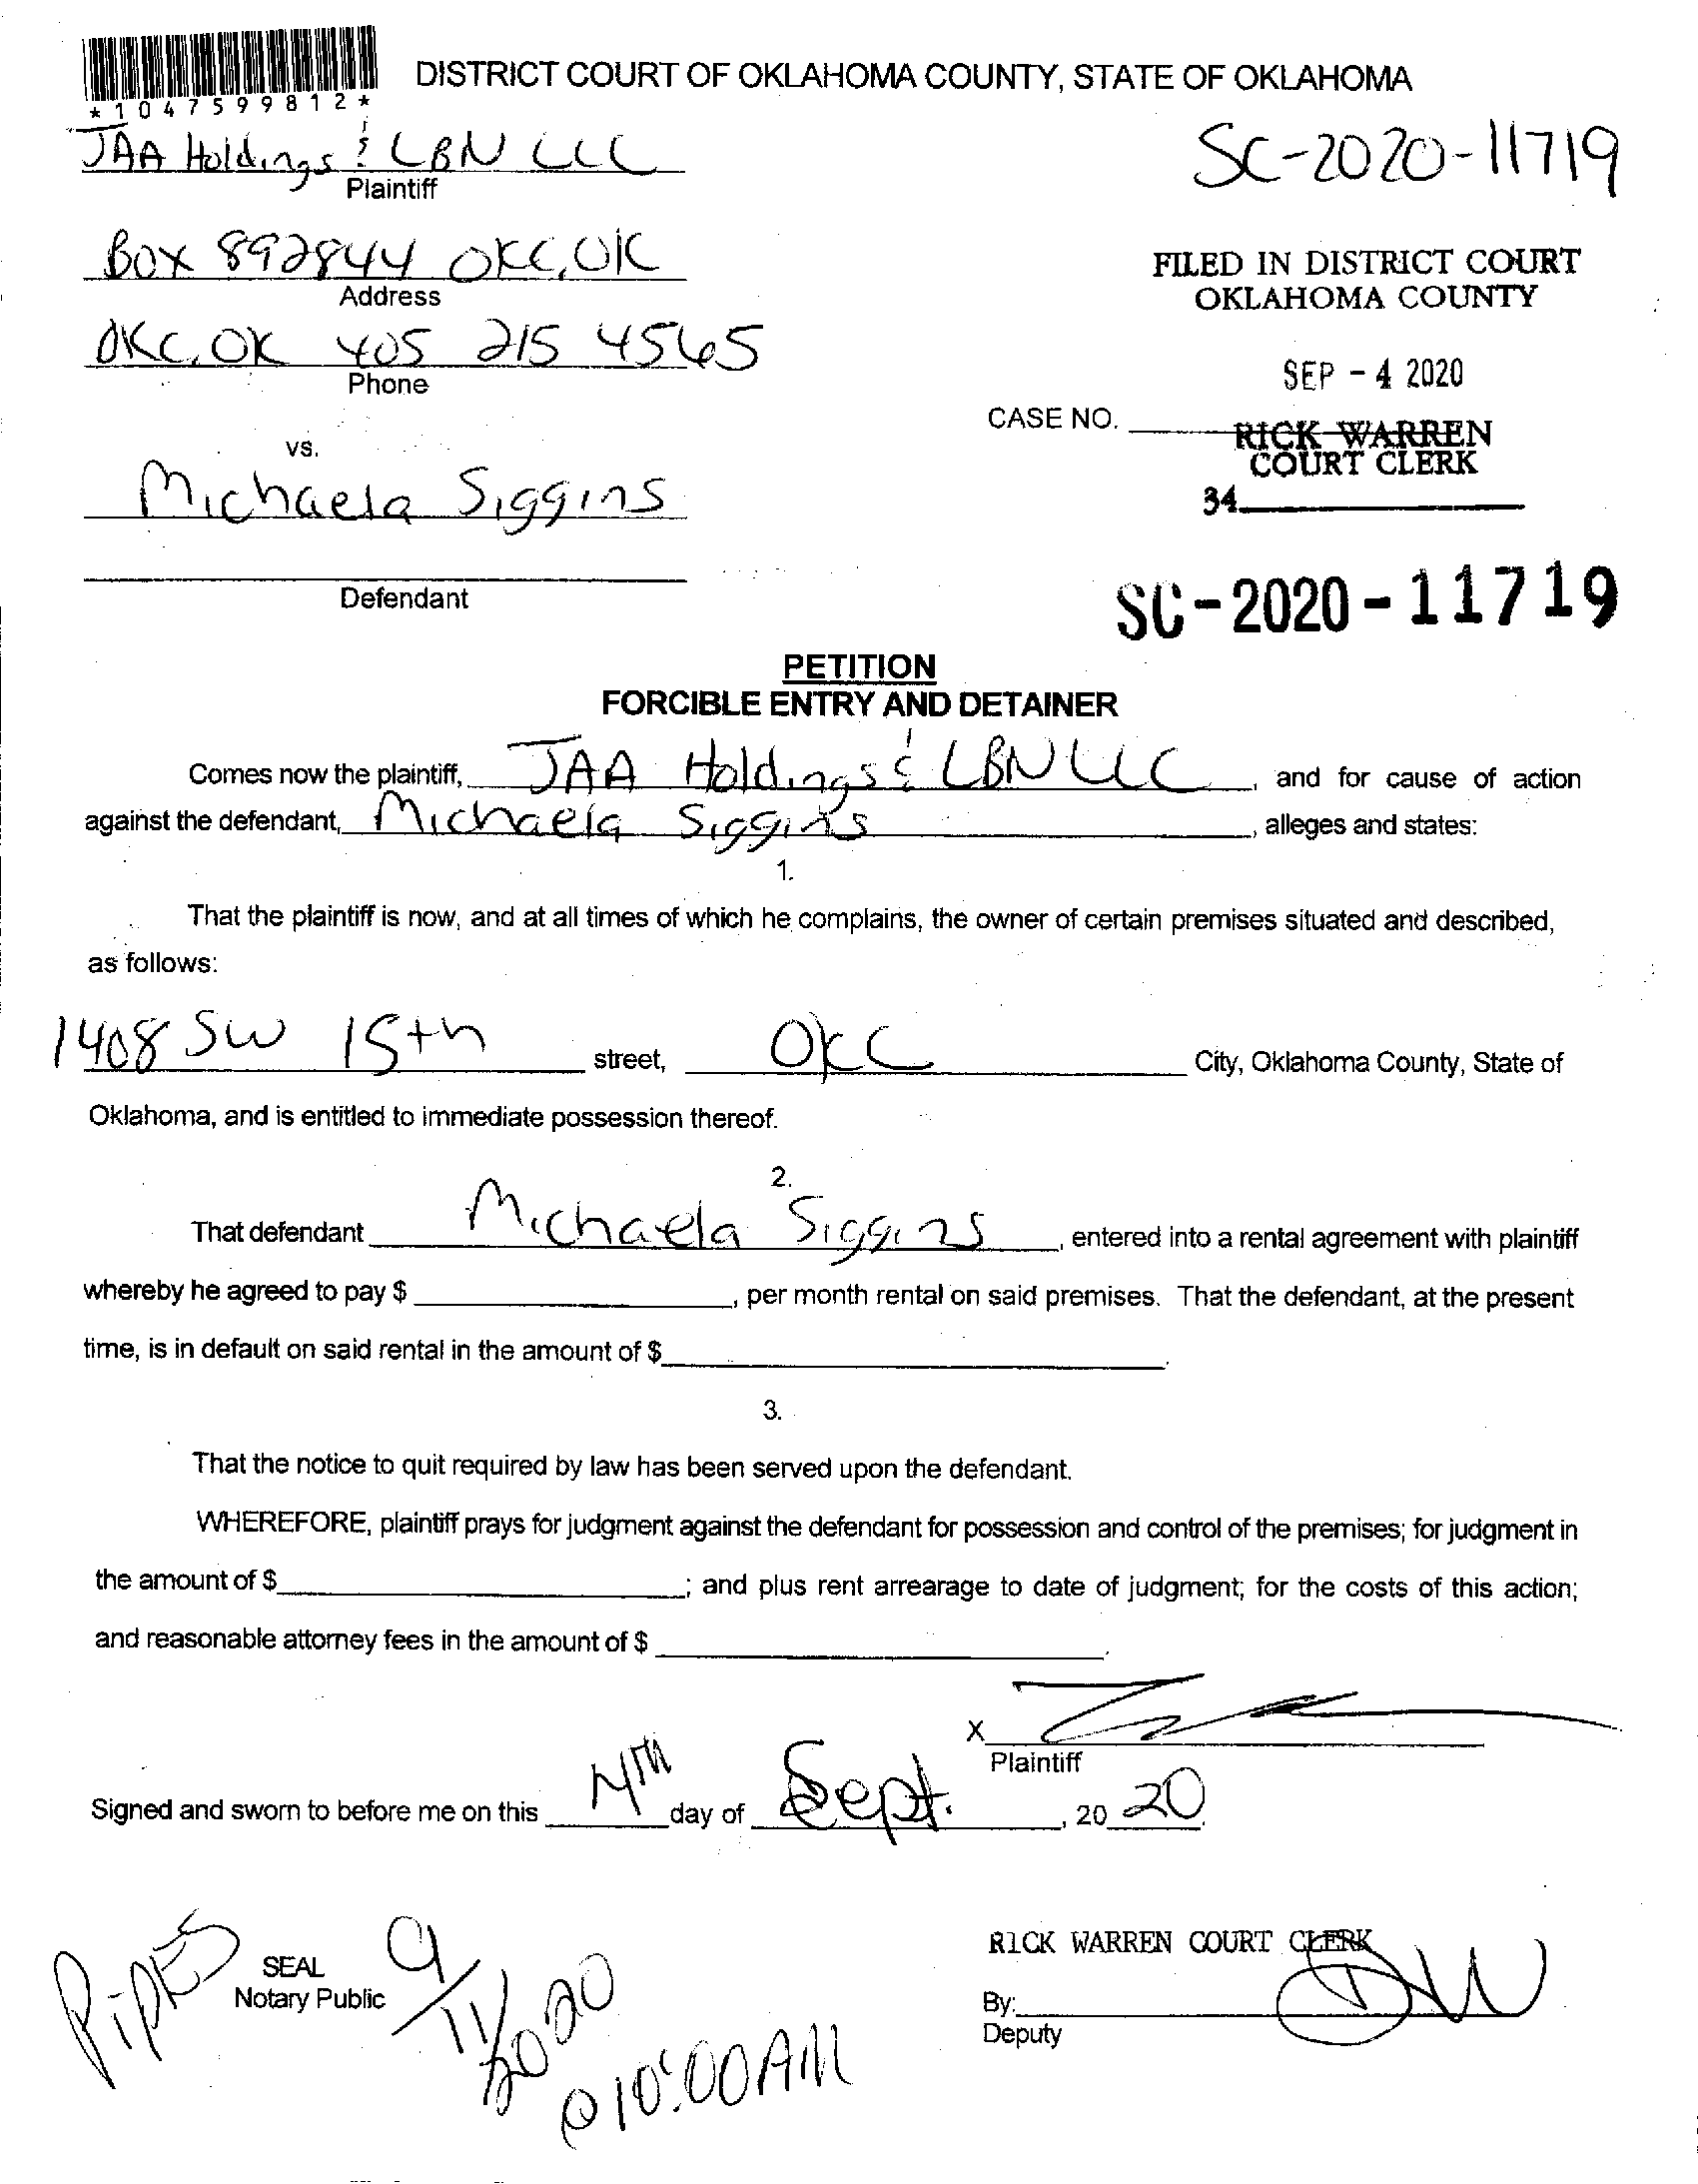 *1047599812*
DISTRICT COURT OF OKLAHOMA COUNTY, STATE OF OKLAHOMA
JAA Holdings & LBN LLC
Plaintiff
SC-2020-11719
Box 892844 OKC, OK
Address
FILED IN DISTRICT COURT
OKLAHOMA COUNTY
OKC, OK 405 215 4565
Phone
SEP - 4 2020
CASE NO.
RICK WARREN
COURT CLERK
34
vs.
Michaela Siggins
Defendant
SC-2020-11719
PETITION
FORCIBLE ENTRY AND DETAINER
Comes now the plaintiff, JAA Holdings & LBN LLC, and for cause of action
against the defendant, Michaela Siggins, alleges and states:
1.
That the plaintiff is now, and at all times of which he complains, the owner of certain premises situated and described,
as follows:
1408 SW 15th street, OKC City, Oklahoma County, State of
Oklahoma, and is entitled to immediate possession thereof.
2.
That defendant Michaela Siggins, entered into a rental agreement with plaintiff
whereby he agreed to pay $ , per month rental on said premises. That the defendant, at the present
time, is in default on said rental in the amount of $ .
3.
That the notice to quit required by law has been served upon the defendant.
WHEREFORE, plaintiff prays for judgment against the defendant for possession and control of the premises; for judgment in
the amount of $ ; and plus rent arrearage to date of judgment; for the costs of this action;
and reasonable attorney fees in the amount of $ .
X
Plaintiff
Signed and sworn to before me on this 4TH day of Sept., 20 20.
PIPKES
SEAL
Notary Public
9/11/2020
@ 10:00 AM
RICK WARREN COURT CLERK
By: DW
Deputy